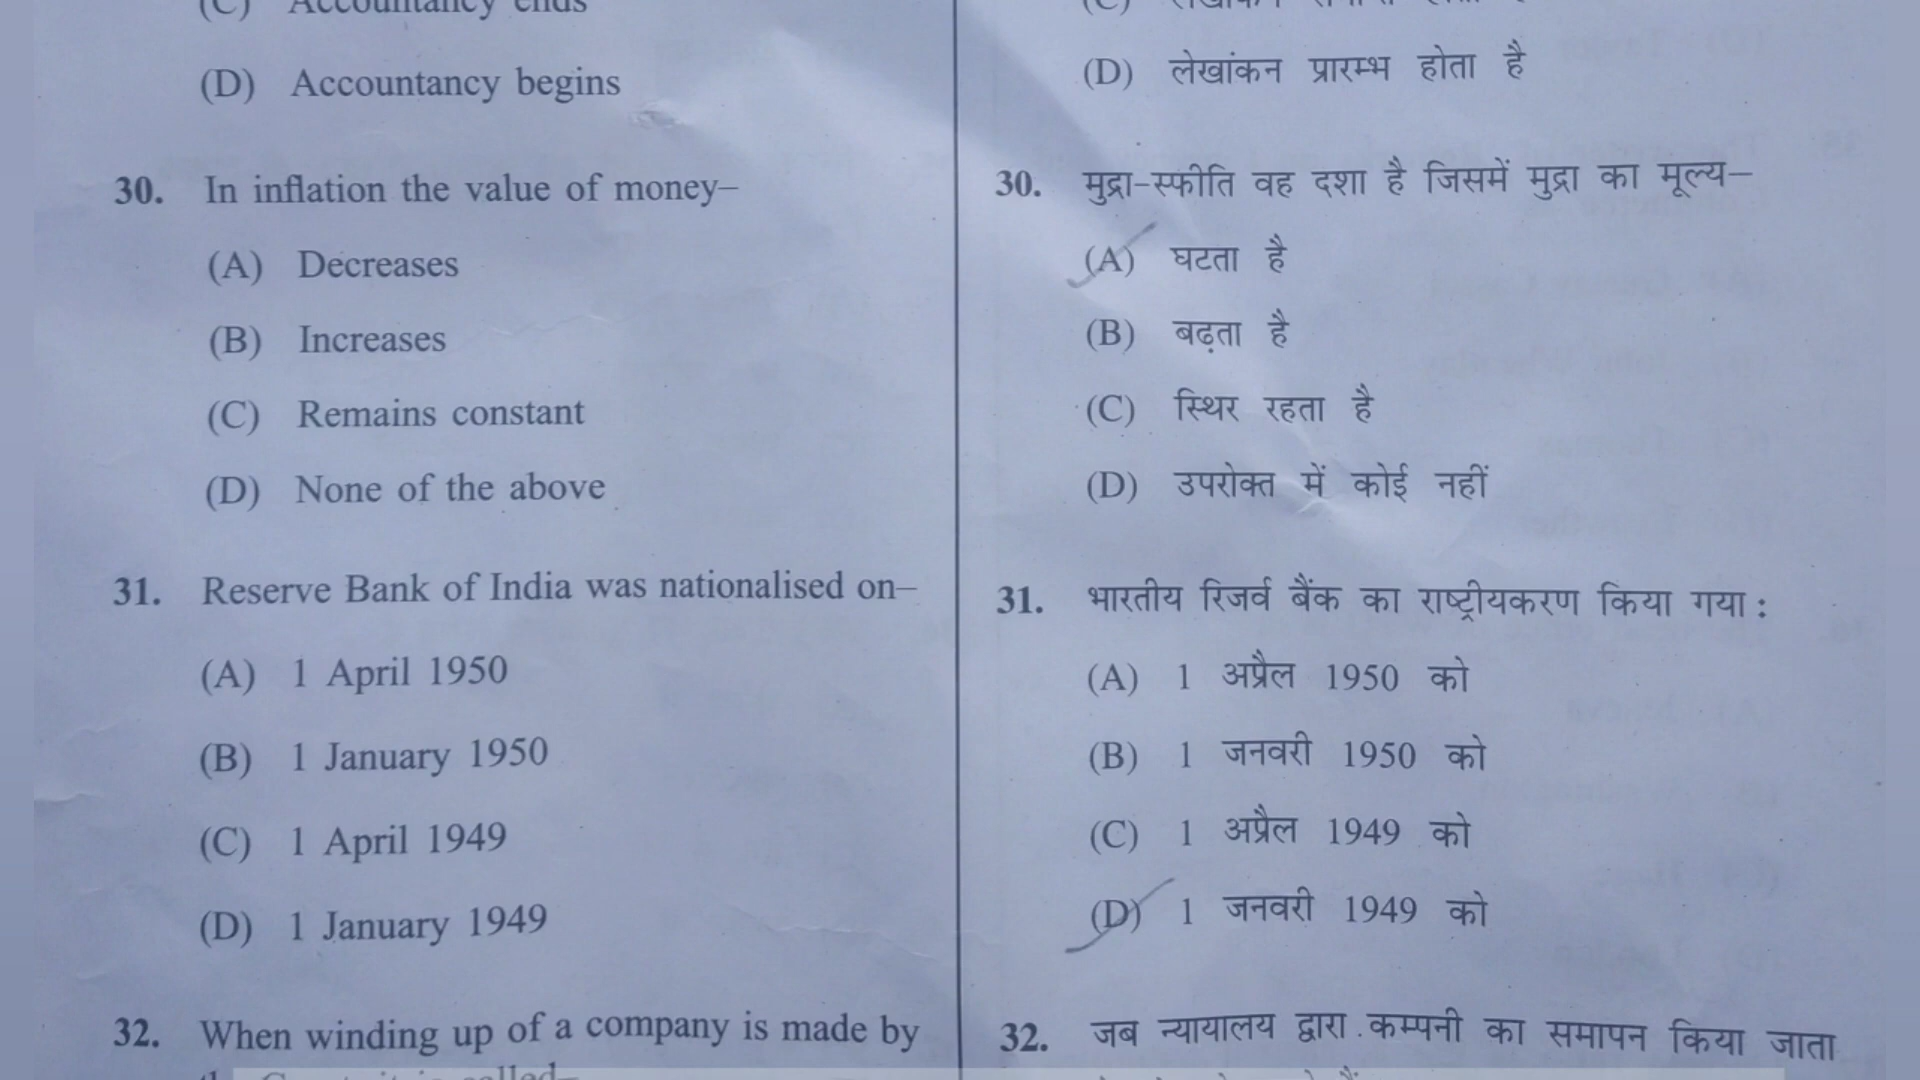 (C) Accountancy ends
(D) Accountancy begins
30. In inflation the value of money–
(A) Decreases
(B) Increases
(C) Remains constant
(D) None of the above
31. Reserve Bank of India was nationalised on–
(A) 1 April 1950
(B) 1 January 1950
(C) 1 April 1949
(D) 1 January 1949
32. When winding up of a company is made by
(D) लेखांकन प्रारम्भ होता है
30. मुद्रा-स्फीति वह दशा है जिसमें मुद्रा का मूल्य–
(A) घटता है
(B) बढ़ता है
(C) स्थिर रहता है
(D) उपरोक्त में कोई नहीं
31. भारतीय रिजर्व बैंक का राष्ट्रीयकरण किया गया :
(A) 1 अप्रैल 1950 को
(B) 1 जनवरी 1950 को
(C) 1 अप्रैल 1949 को
(D) 1 जनवरी 1949 को
32. जब न्यायालय द्वारा कम्पनी का समापन किया जाता